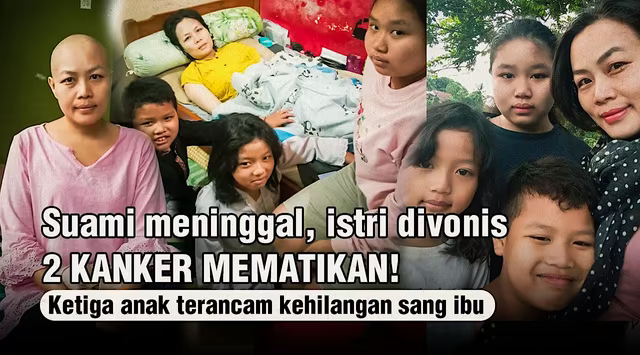 Suami meninggal, istri divonis
2 KANKER MEMATIKAN!
Ketiga anak terancam kehilangan sang ibu